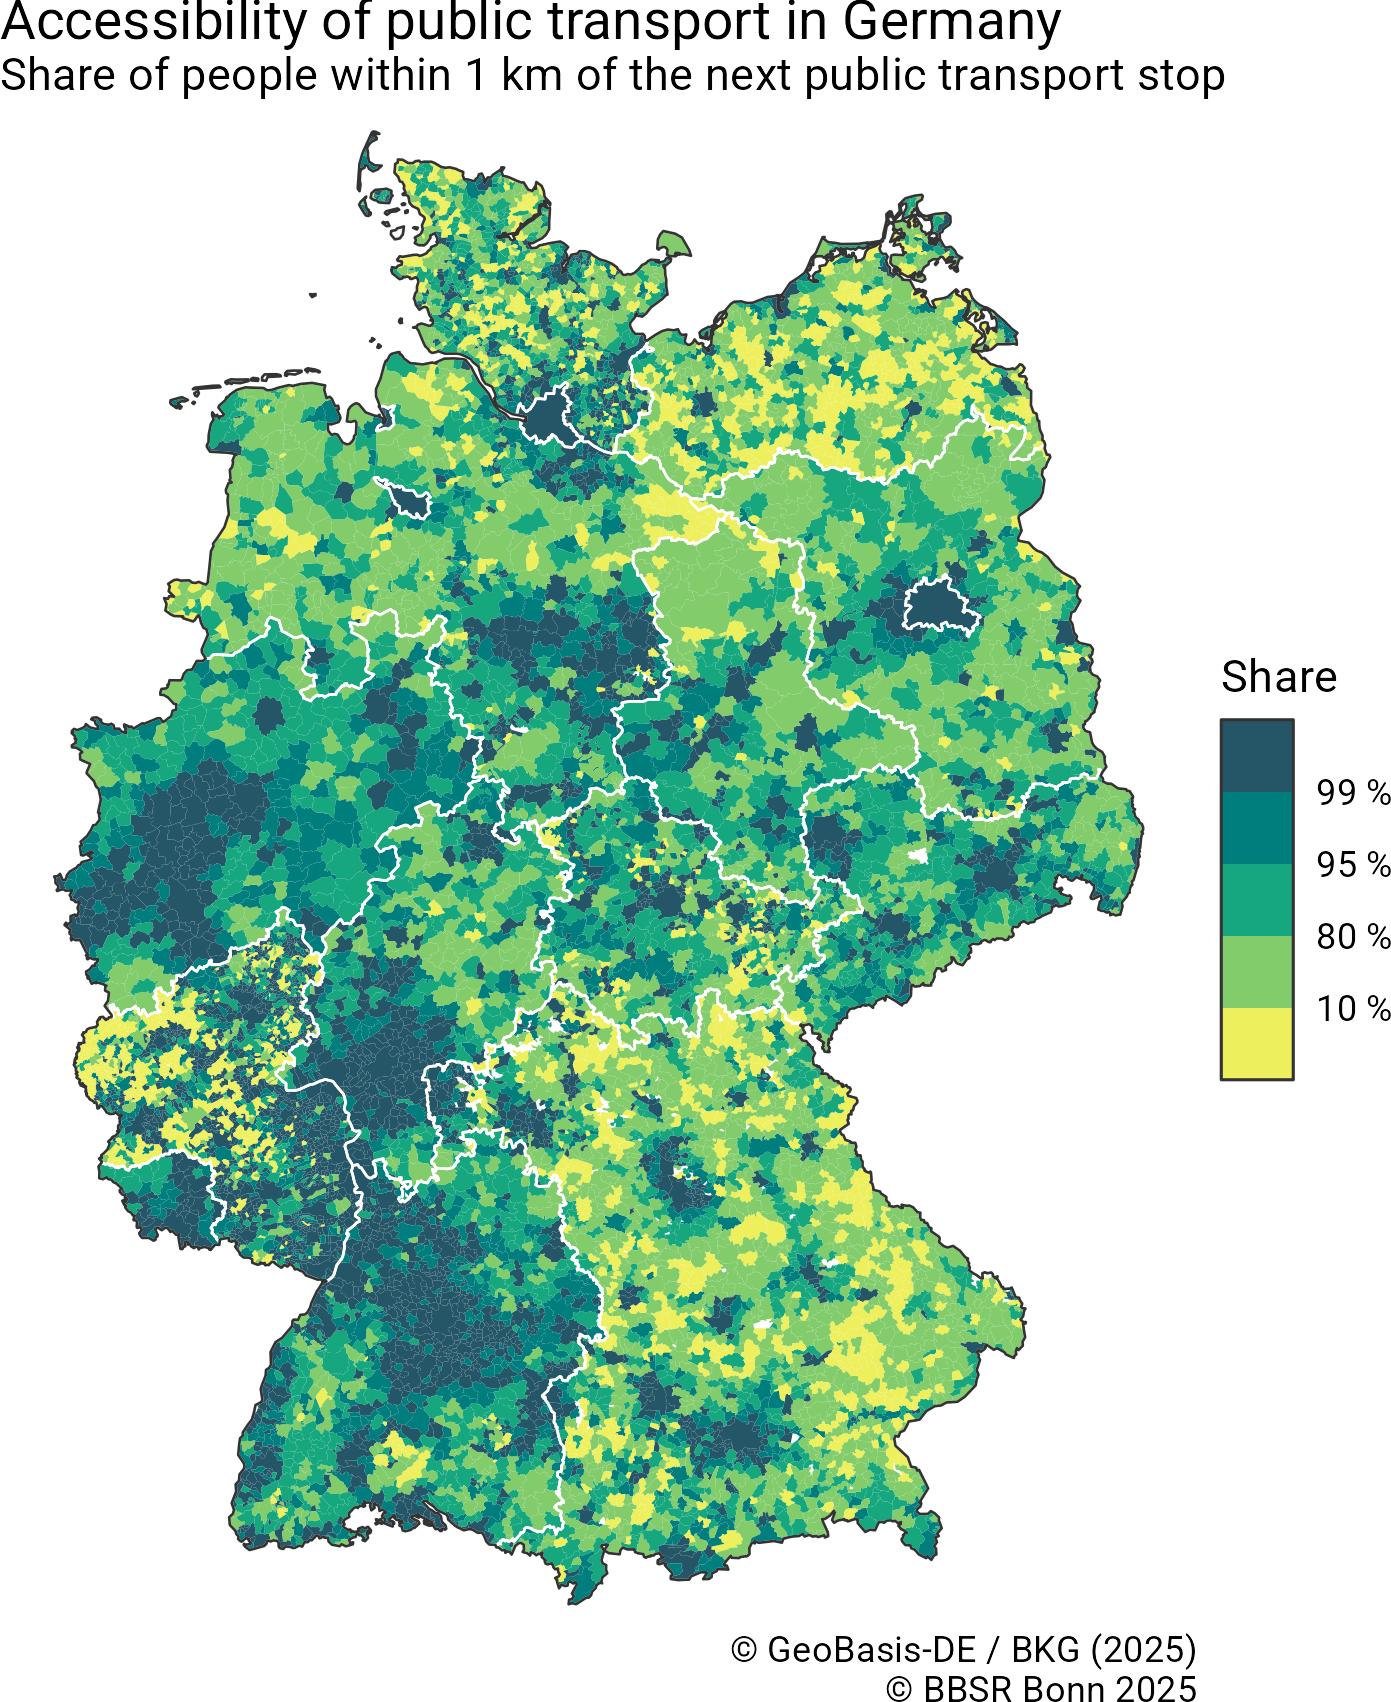 Accessibility of public transport in Germany
Share of people within 1 km of the next public transport stop
Share
99 %
95 %
80 %
10 %
© GeoBasis-DE / BKG (2025)
© BBSR Bonn 2025